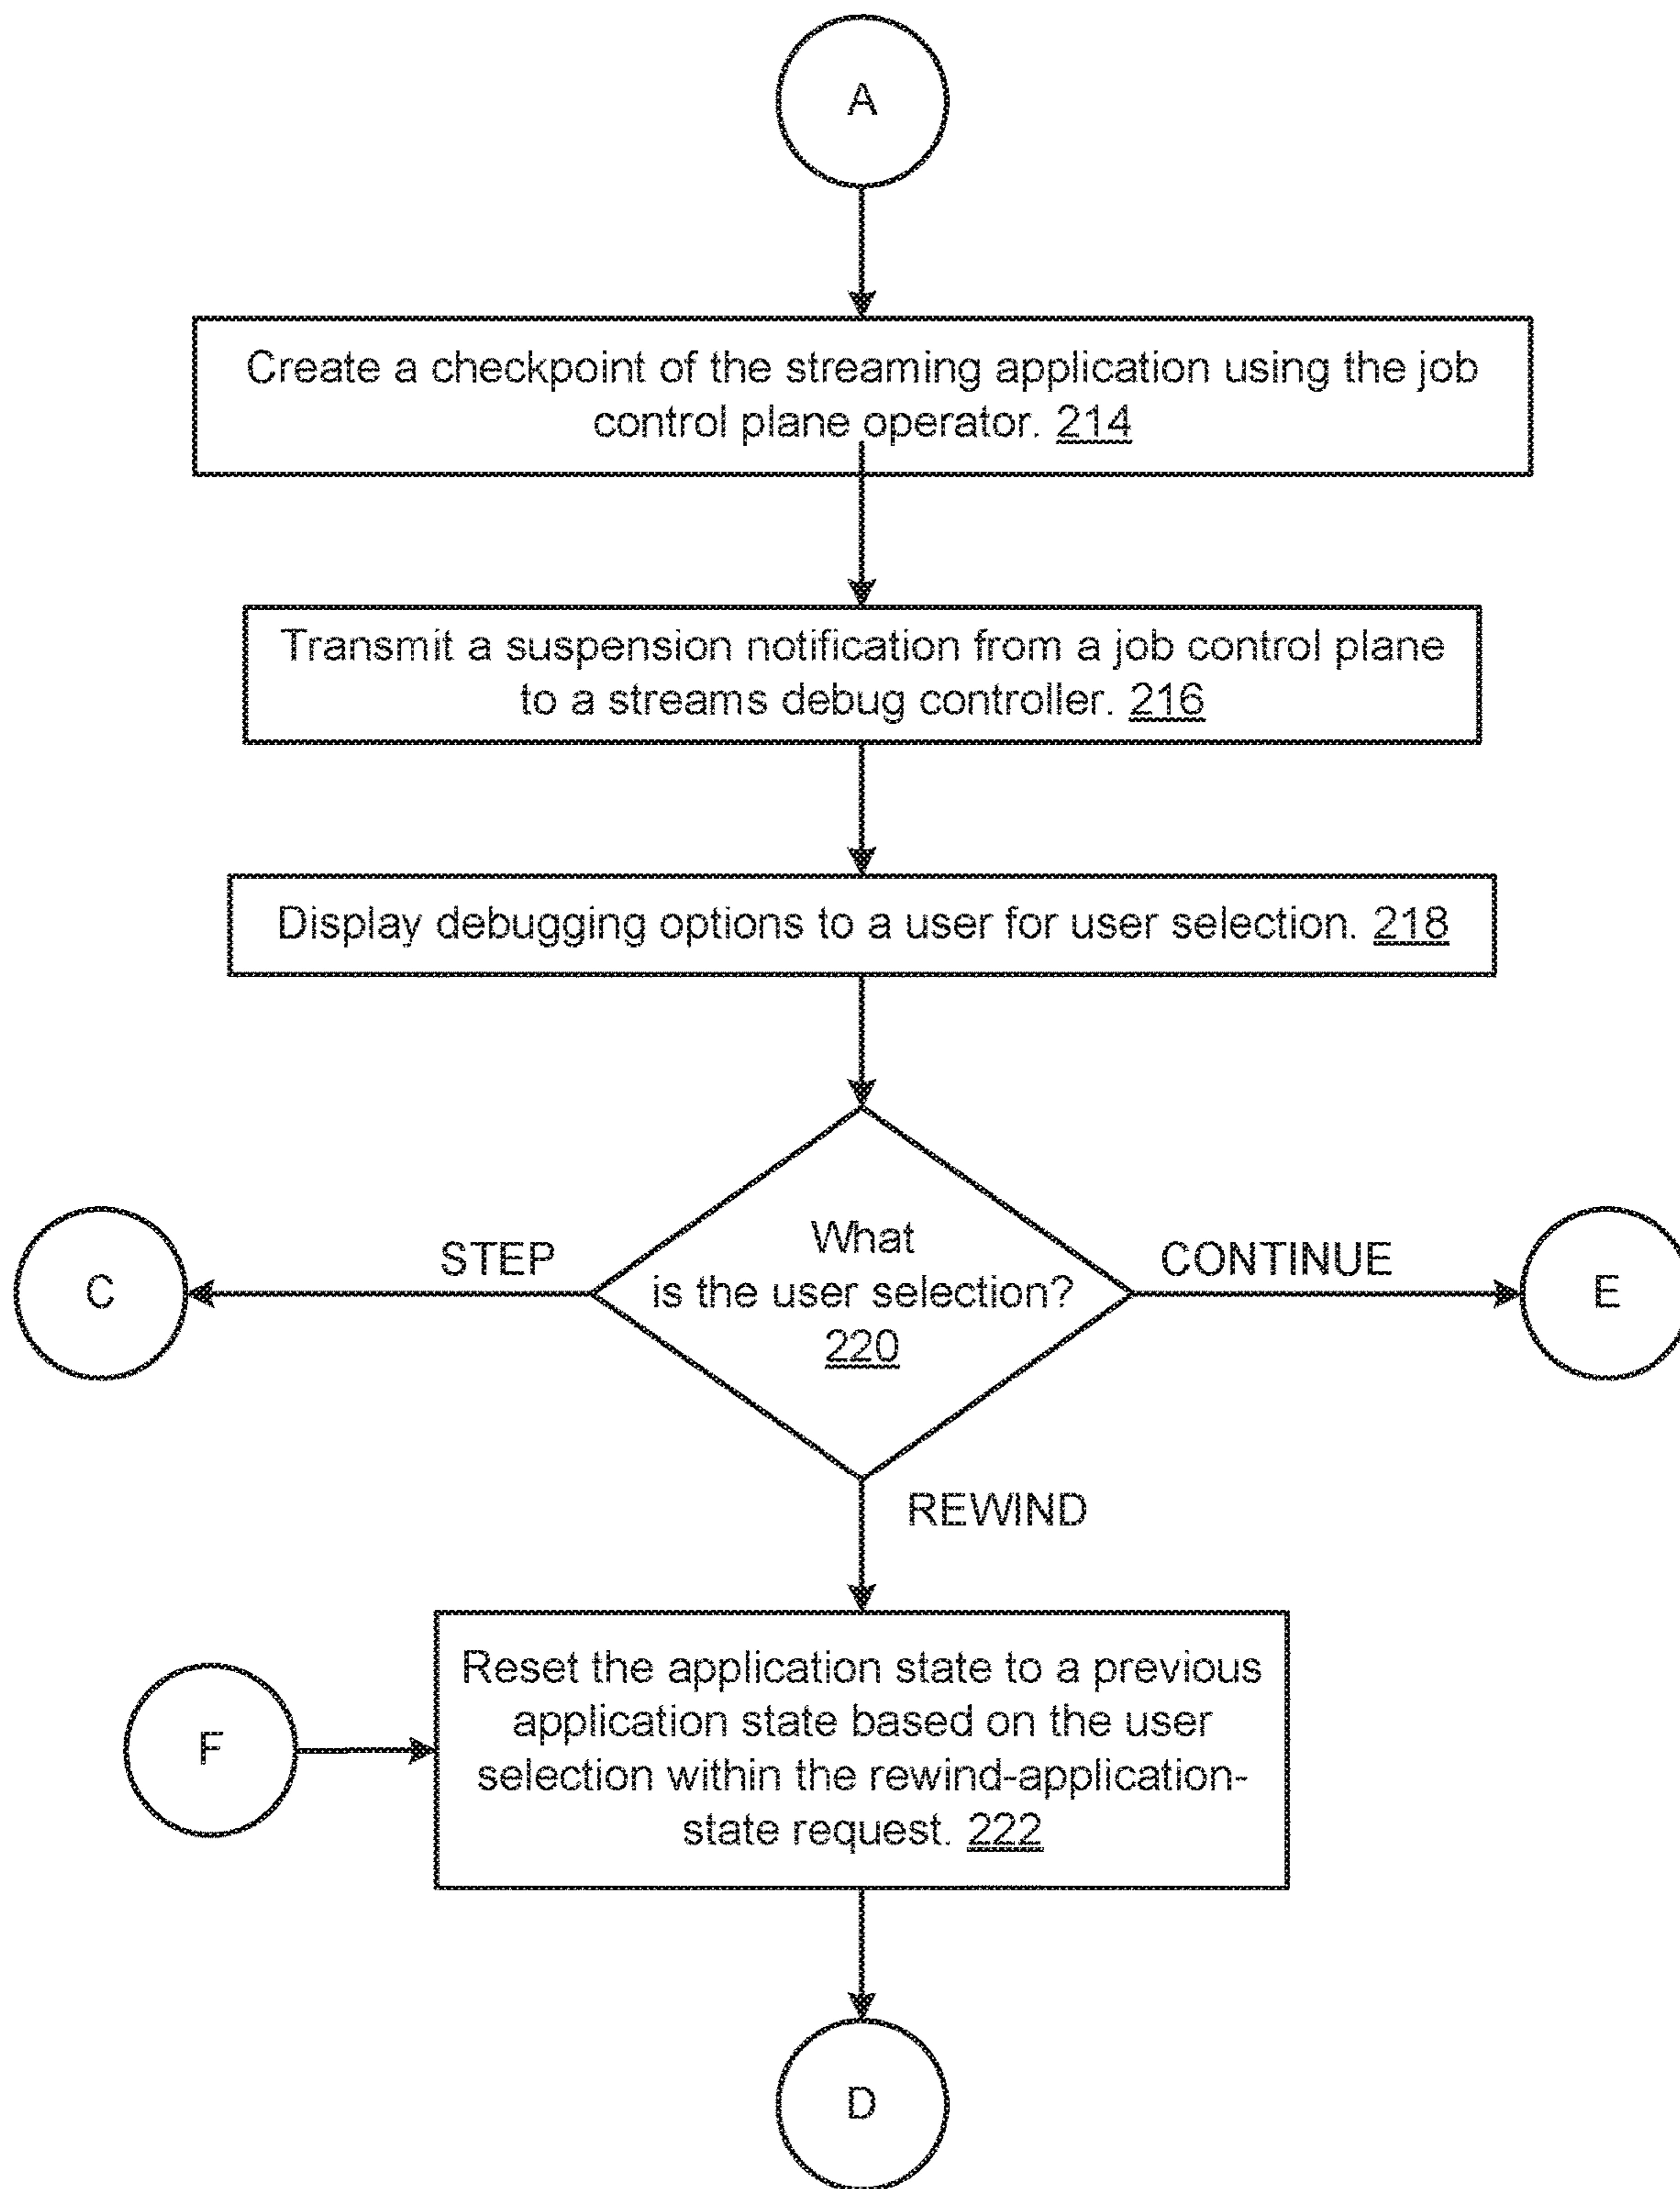 A
Create a checkpoint of the streaming application using the job
control plane operator. 214
Transmit a suspension notification from a job control plane
to a streams debug controller. 216
Display debugging options to a user for user selection. 218
What
is the user selection?
220
STEP
CONTINUE
C
E
REWIND
Reset the application state to a previous
application state based on the user
selection within the rewind-application-
state request. 222
F
D